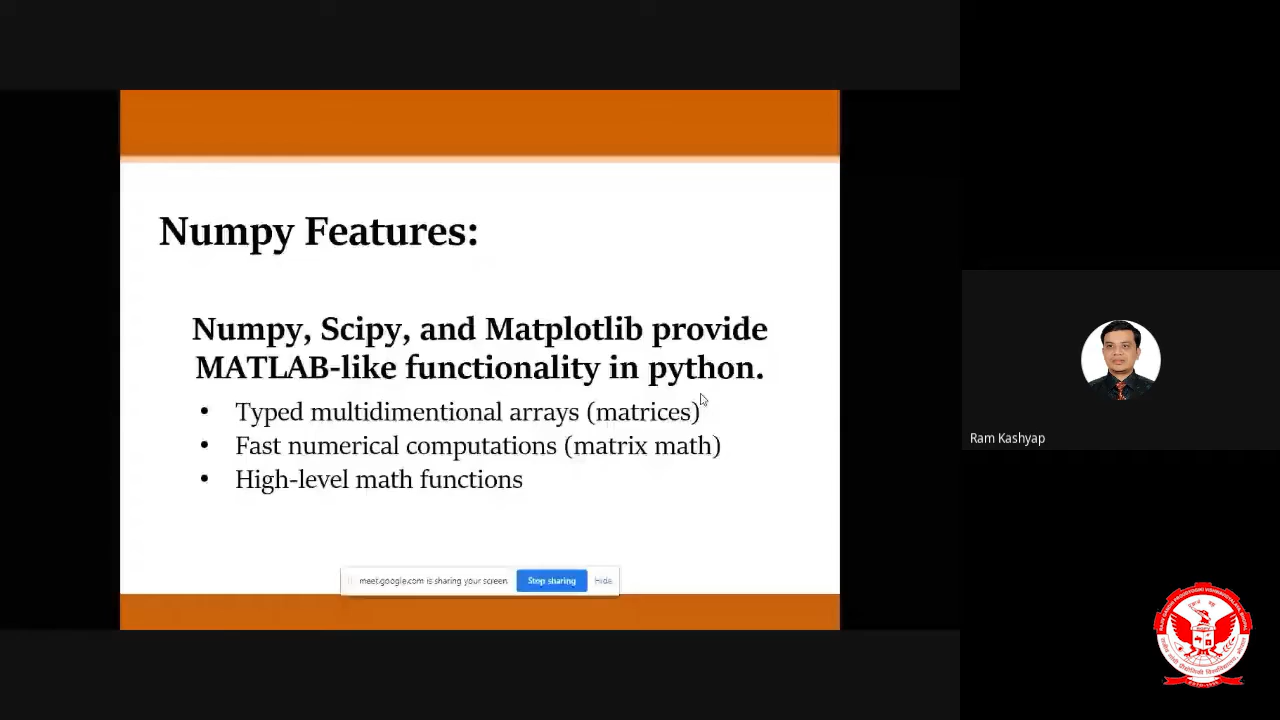 Numpy Features:
Numpy, Scipy, and Matplotlib provide
MATLAB-like functionality in python.
• Typed multidimentional arrays (matrices)
• Fast numerical computations (matrix math)
• High-level math functions
meet.google.com is sharing your screen.
Stop sharing
Hide
Ram Kashyap